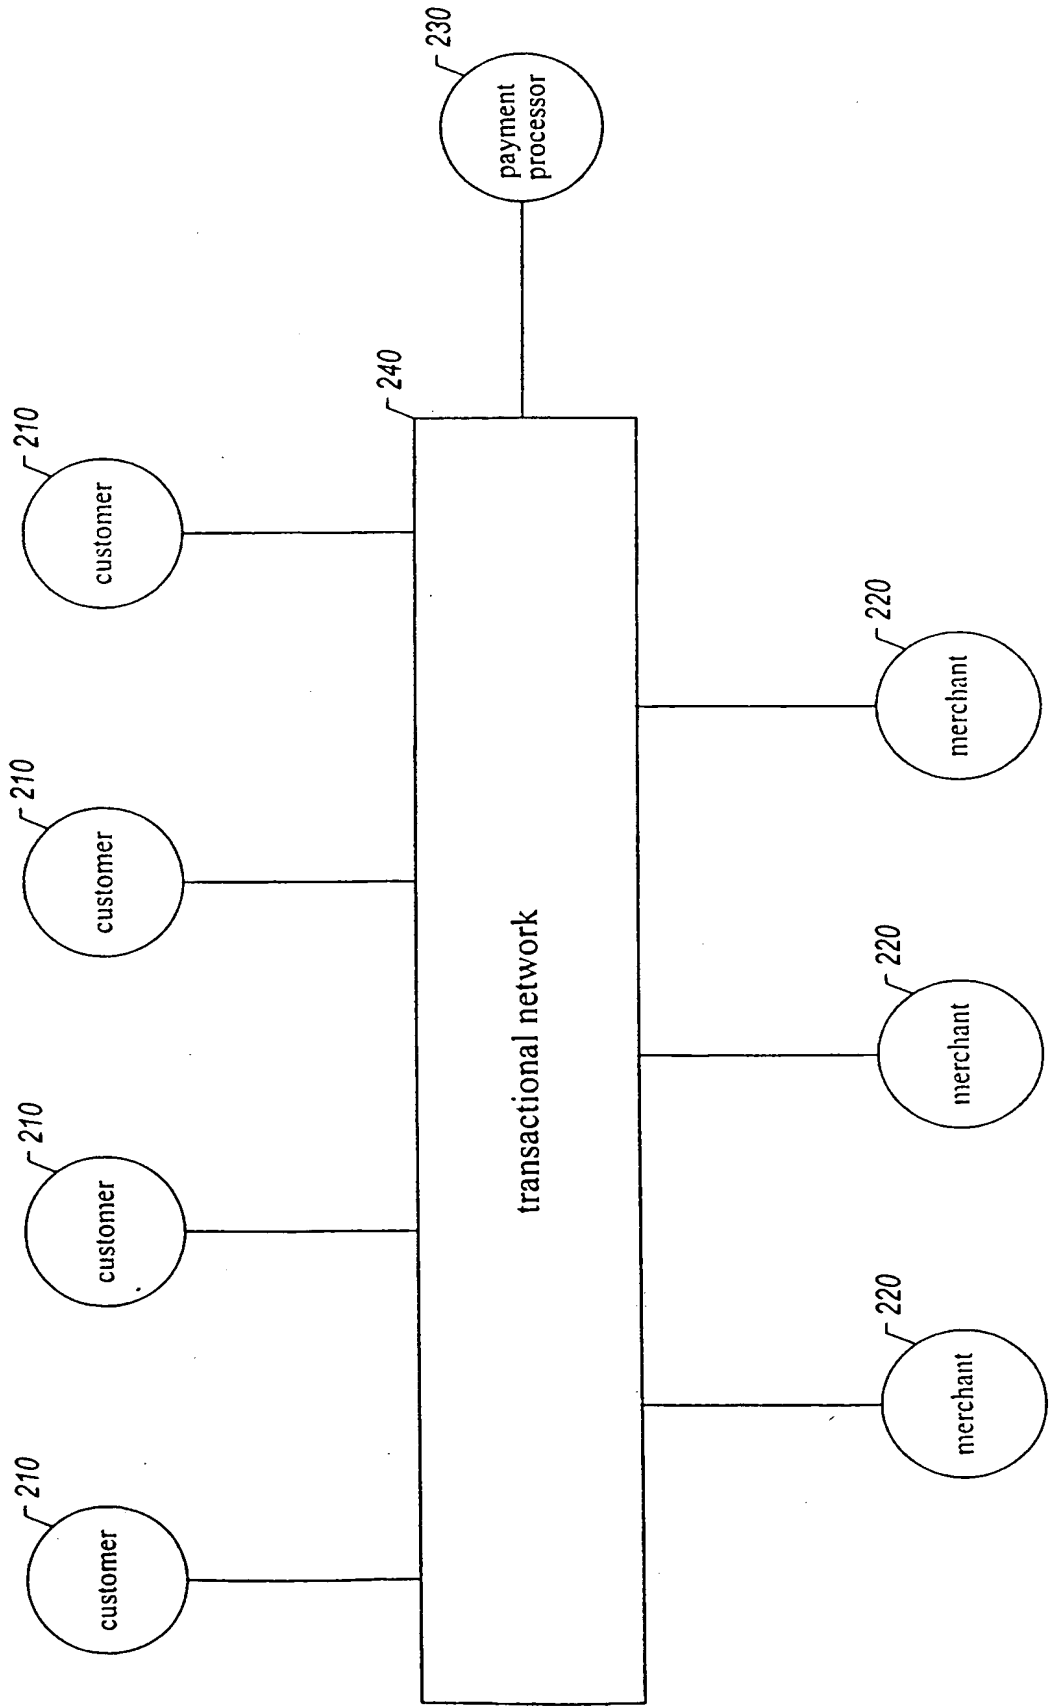 210
customer
210
customer
210
customer
210
customer
240
transactional network
230
payment
processor
220
merchant
220
merchant
220
merchant